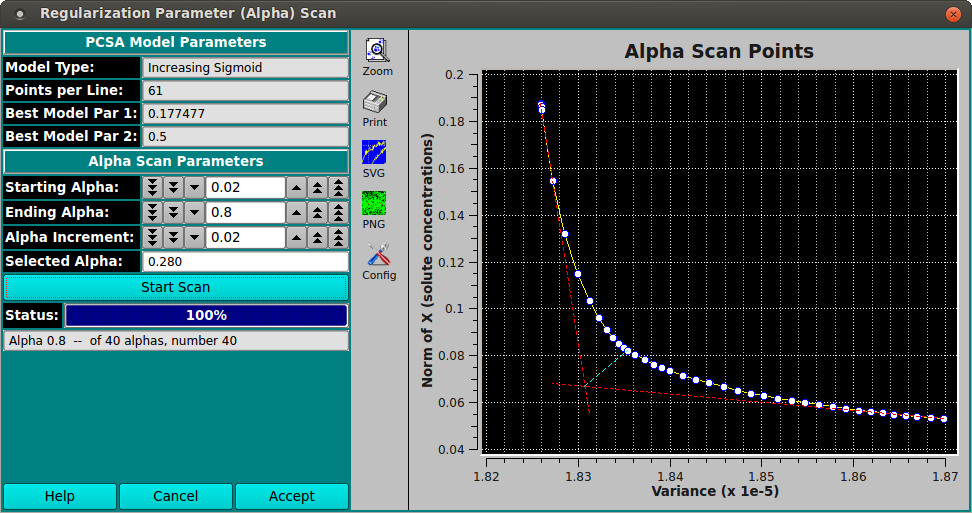 Regularization Parameter (Alpha) Scan
PCSA Model Parameters
Model Type: Increasing Sigmoid
Points per Line: 61
Best Model Par 1: 0.177477
Best Model Par 2: 0.5
Alpha Scan Parameters
Starting Alpha: 0.02
Ending Alpha: 0.8
Alpha Increment: 0.02
Selected Alpha: 0.280
Start Scan
Status: 100%
Alpha 0.8 -- of 40 alphas, number 40
Help Cancel Accept
Zoom
Print
SVG
PNG
Config
Alpha Scan Points
Norm of X (solute concentrations)
0.2
0.18
0.16
0.14
0.12
0.1
0.08
0.06
0.04
1.82 1.83 1.84 1.85 1.86 1.87
Variance (x 1e-5)